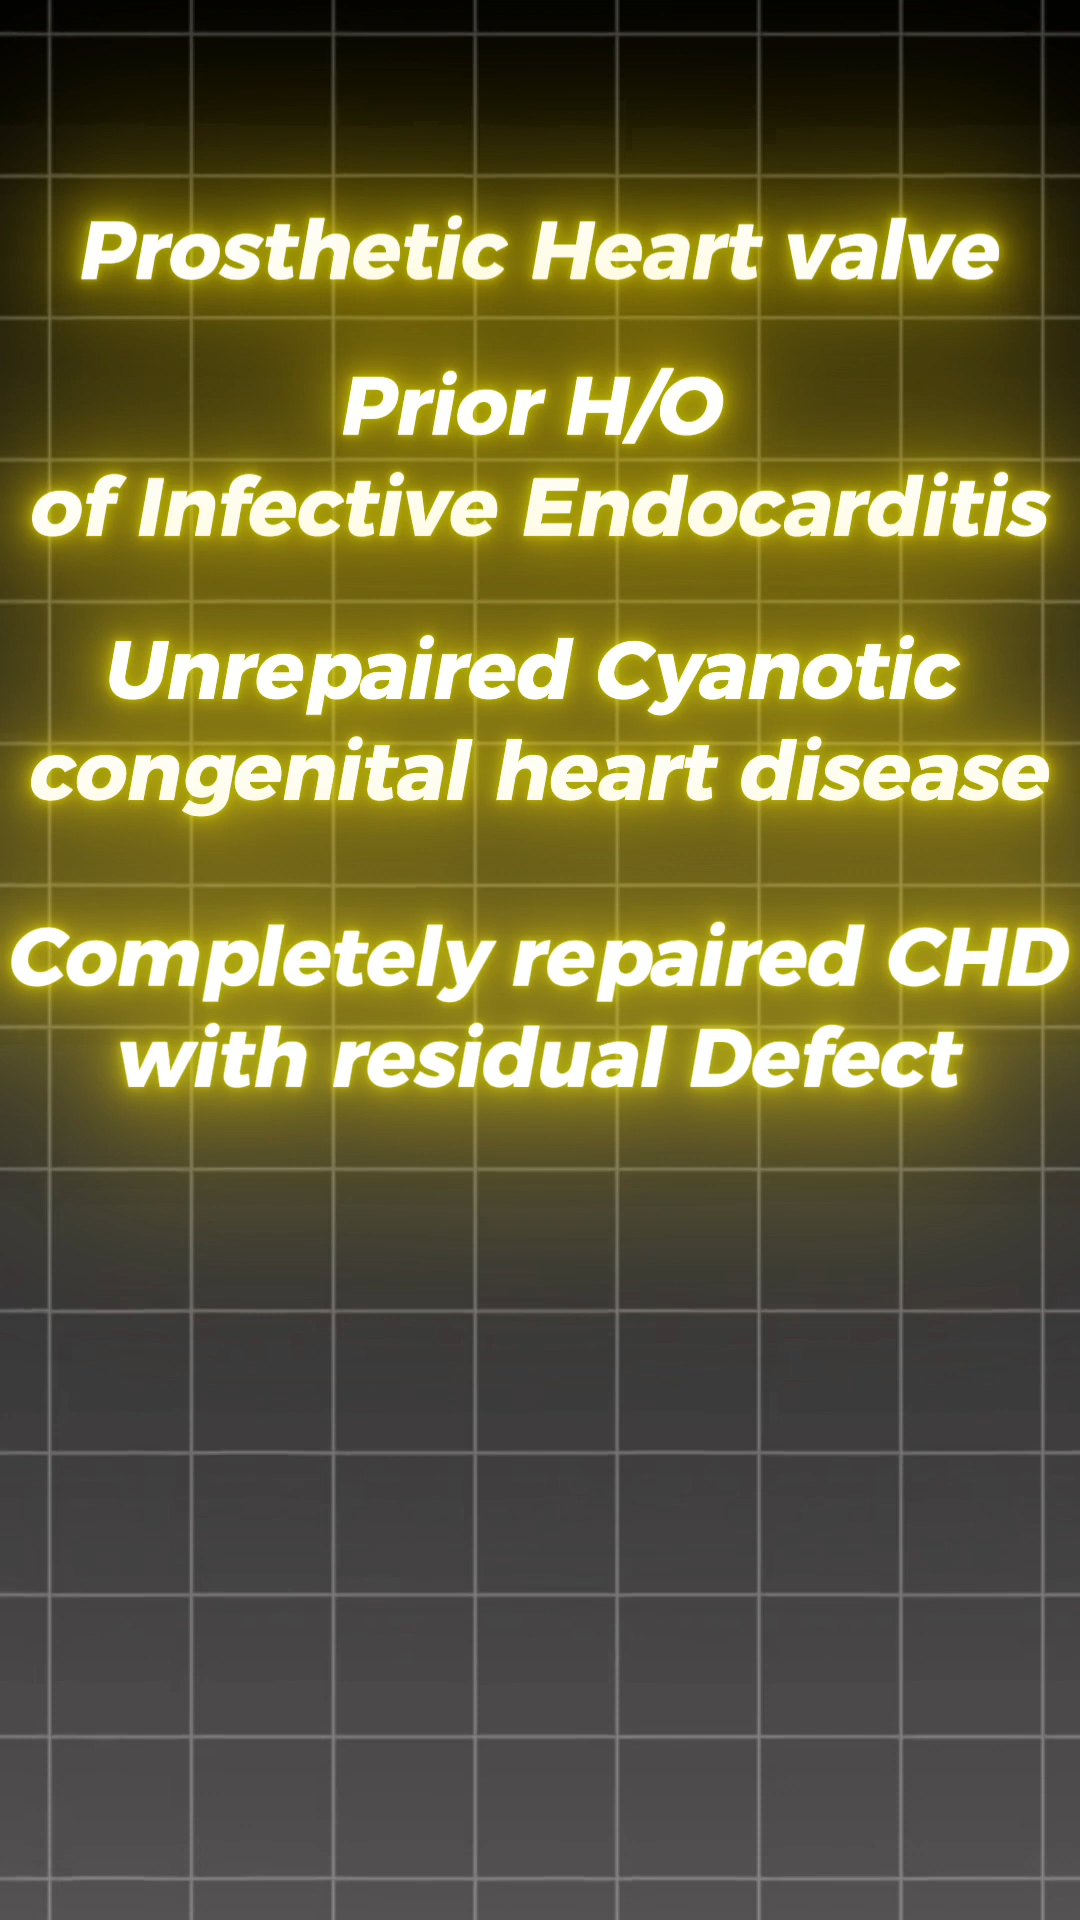 Prosthetic Heart valve
Prior H/O
of Infective Endocarditis
Unrepaired Cyanotic
congenital heart disease
Completely repaired CHD
with residual Defect